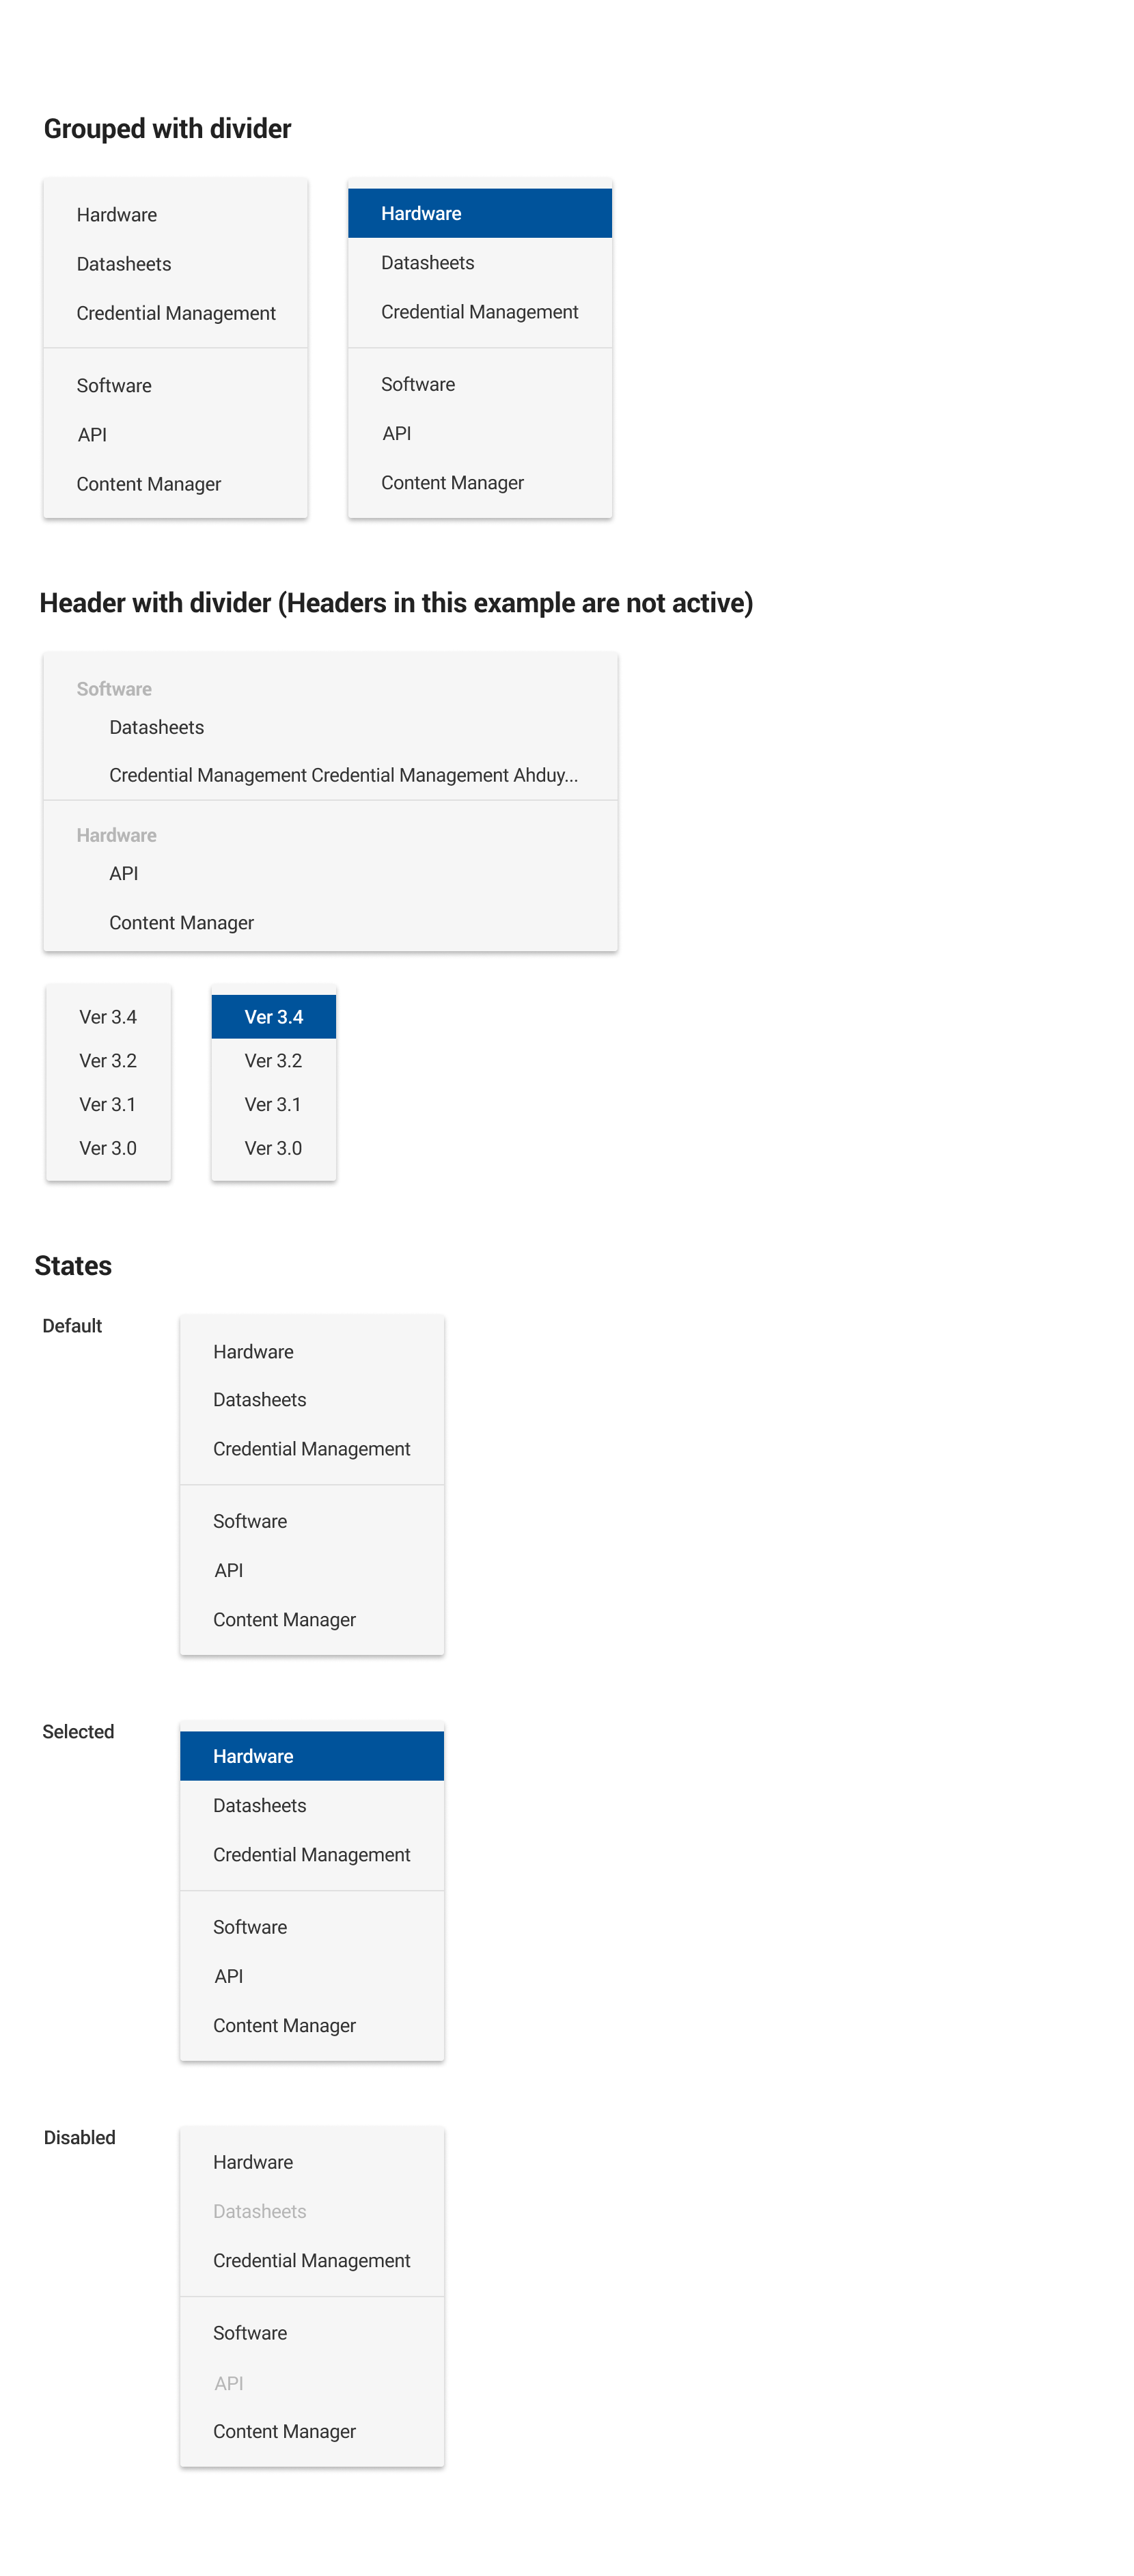 Grouped with divider
Hardware
Datasheets
Credential Management
Software
API
Content Manager
Hardware
Datasheets
Credential Management
Software
API
Content Manager
Header with divider (Headers in this example are not active)
Software
Datasheets
Credential Management Credential Management Ahduy...
Hardware
API
Content Manager
Ver 3.4
Ver 3.2
Ver 3.1
Ver 3.0
Ver 3.4
Ver 3.2
Ver 3.1
Ver 3.0
States
Default
Hardware
Datasheets
Credential Management
Software
API
Content Manager
Selected
Hardware
Datasheets
Credential Management
Software
API
Content Manager
Disabled
Hardware
Datasheets
Credential Management
Software
API
Content Manager